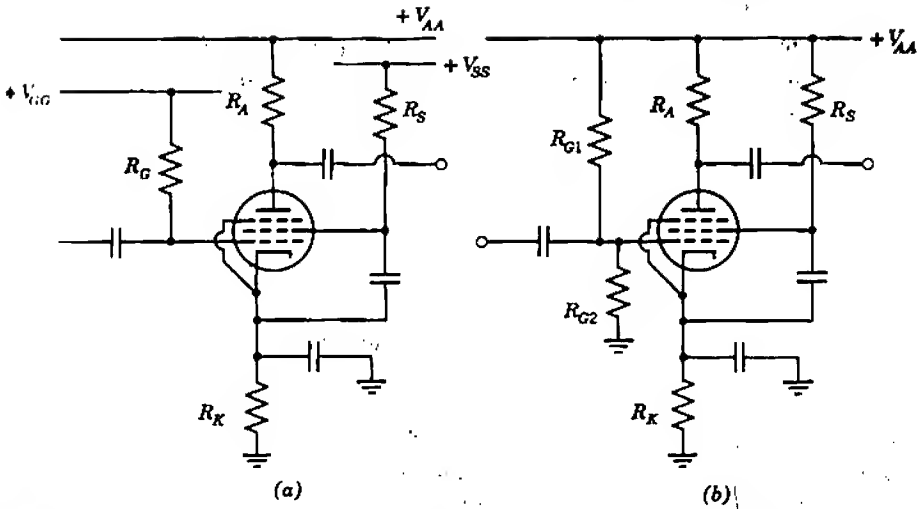 + V_AA
+ V_SS
+ V_GG
R_A
R_S
R_G
R_K
(a)
+ V_AA
R_A
R_S
R_G1
R_G2
R_K
(b)